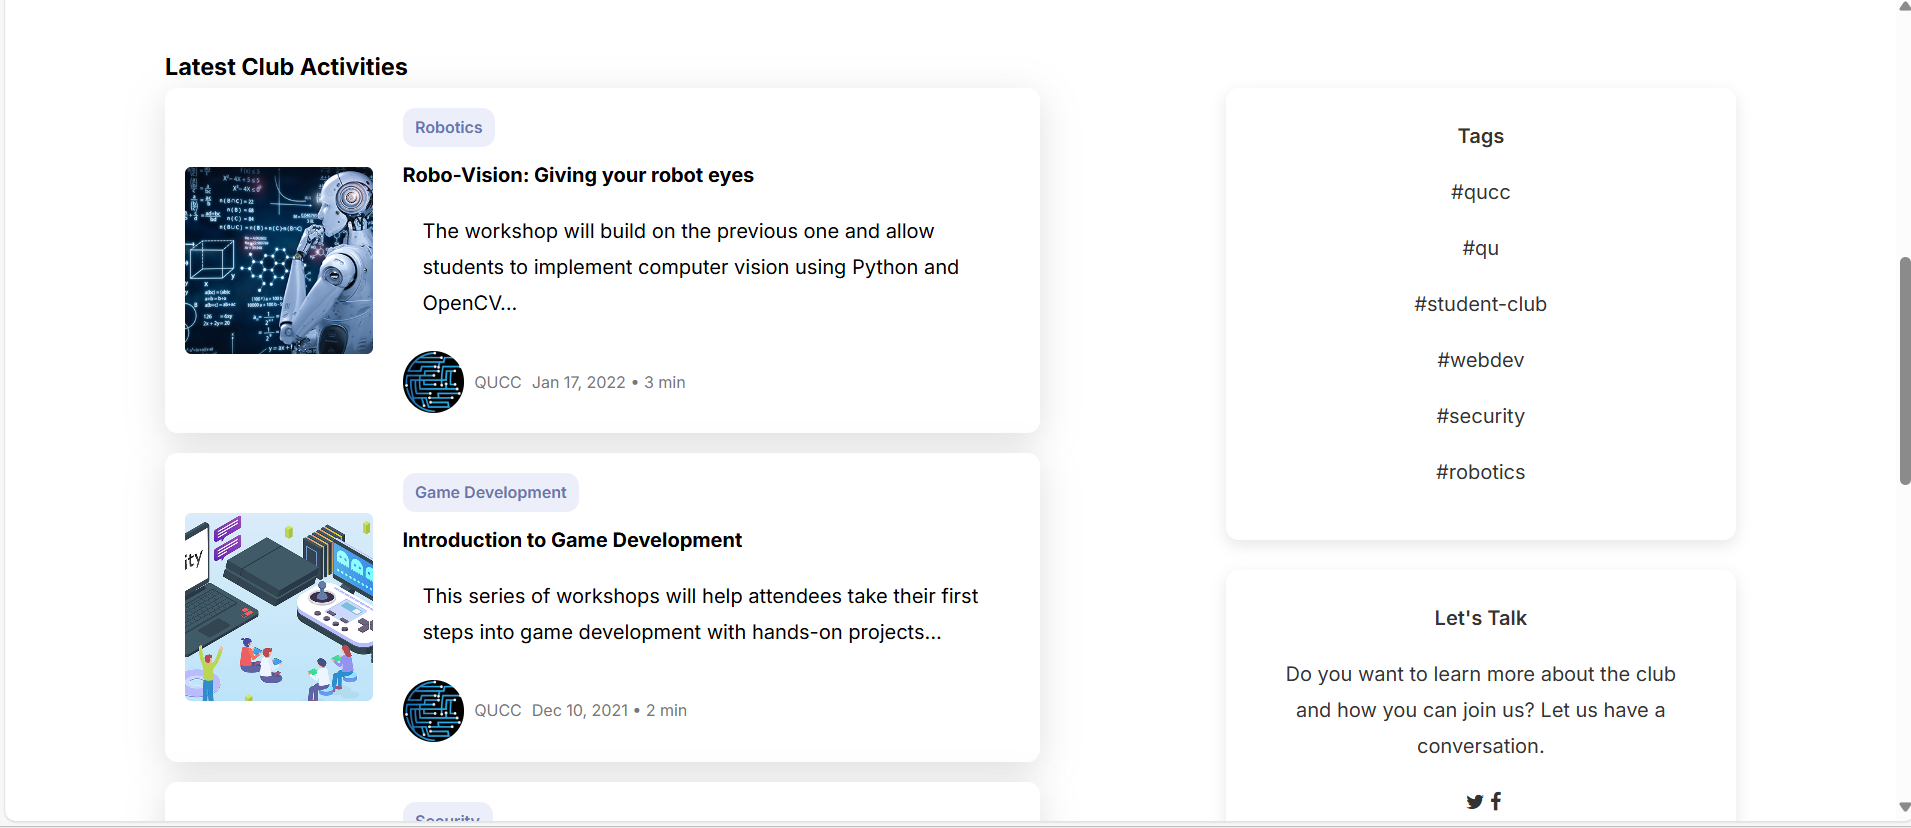 Latest Club Activities
Robotics
Robo-Vision: Giving your robot eyes
The workshop will build on the previous one and allow
students to implement computer vision using Python and
OpenCV...
QUCC Jan 17, 2022 • 3 min
Game Development
Introduction to Game Development
This series of workshops will help attendees take their first
steps into game development with hands-on projects...
QUCC Dec 10, 2021 • 2 min
Security
Tags
#qucc
#qu
#student-club
#webdev
#security
#robotics
Let's Talk
Do you want to learn more about the club
and how you can join us? Let us have a
conversation.